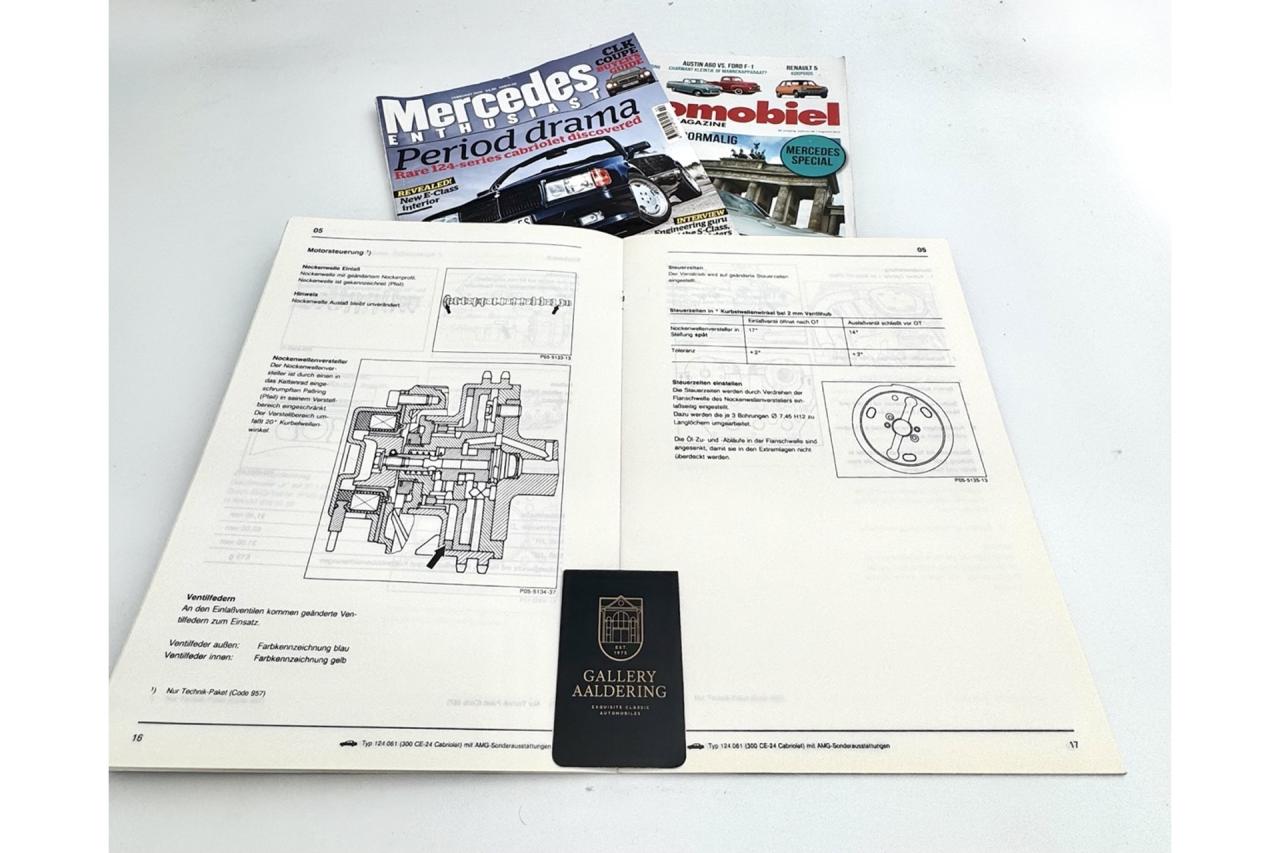 CLK
COUPE
BUYER'S
GUIDE
Mercedes
ENTHUSIAST
Period drama
Rare 124-series cabriolet discovered
REVEALED!
New E-Class
interior
INTERVIEW
Engineering guru
the S-Class,
AUSTIN A60 VS. FORD F-1
RENAULT 5
omobiel
MAGAZINE
ORMALIG
MERCEDES
SPECIAL
05
Motorsteuerung ¹)
Nockenwelle Einlaß
Nockenwelle mit geändertem Nockenprofil.
Nockenwelle ist gekennzeichnet (Pfeil)
Hinweis
Nockenwelle Auslaß bleibt unverändert.
P05-5133-13
Nockenwellenversteller
Der Nockenwellenver-
steller ist durch einen in
das Kettenrad einge-
schrumpften Paßring
(Pfeil) in seinem Verstell-
bereich eingeschränkt.
Der Verstellbereich um-
faßt 20° Kurbelwellen-
winkel.
P05-5134-37
Ventilfedern
An den Einlaßventilen kommen geänderte Ven-
tilfedern zum Einsatz.
Ventilfeder außen: Farbkennzeichnung blau
Ventilfeder innen: Farbkennzeichnung gelb
¹) Nur Technik-Paket (Code 957)
16
Typ 124.061 (300 CE-24 Cabriolet) mit AMG-Sonderausstattungen
05
Steuerzeiten
Der Ventiltrieb wird auf geänderte Steuerzeiten
eingestellt.
Steuerzeiten in ° Kurbelwellenwinkel bei 2 mm Ventilhub
Einlaßventil öffnet nach OT Auslaßventil schließt vor OT
Nockenwellenversteller in
Stellung spät 17° 14°
Toleranz
Steuerzeiten einstellen
Die Steuerzeiten werden durch Verdrehen der
Flanschwelle des Nockenwellenverstellers ein-
laßseitig eingestellt.
Dazu werden die je 3 Bohrungen Ø 7,45 H12 zu
Langlöchern umgearbeitet.
Die Öl-Zu- und -Abläufe in der Flanschwelle sind
angesenkt, damit sie in den Extremlagen nicht
überdeckt werden.
P05-5135-13
Typ 124.061 (300 CE-24 Cabriolet) mit AMG-Sonderausstattungen
17
EST.
1975
GALLERY
AALDERING
EXQUISITE CLASSIC
AUTOMOBILES